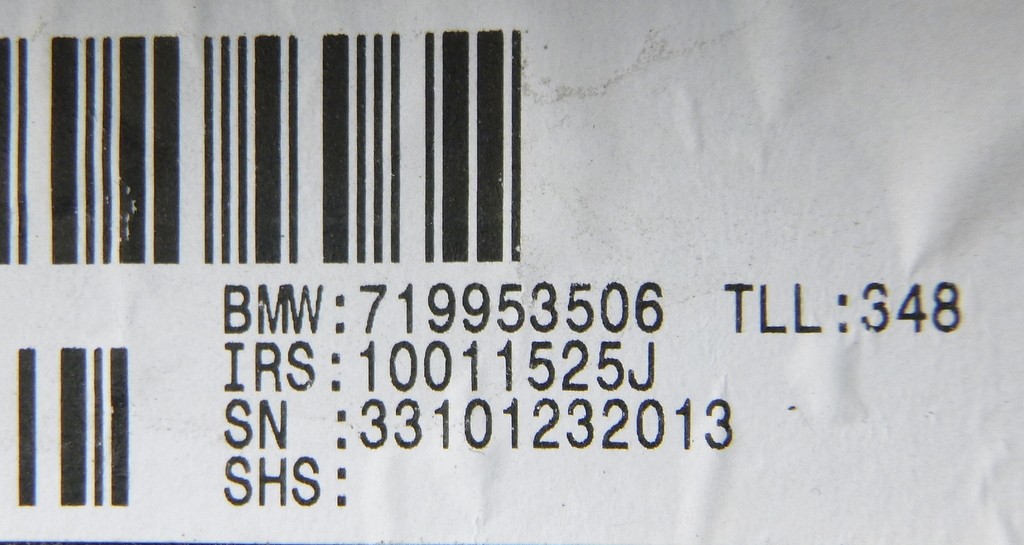 BMW:719953506 TLL:348
IRS:10011525J
SN :33101232013
SHS: